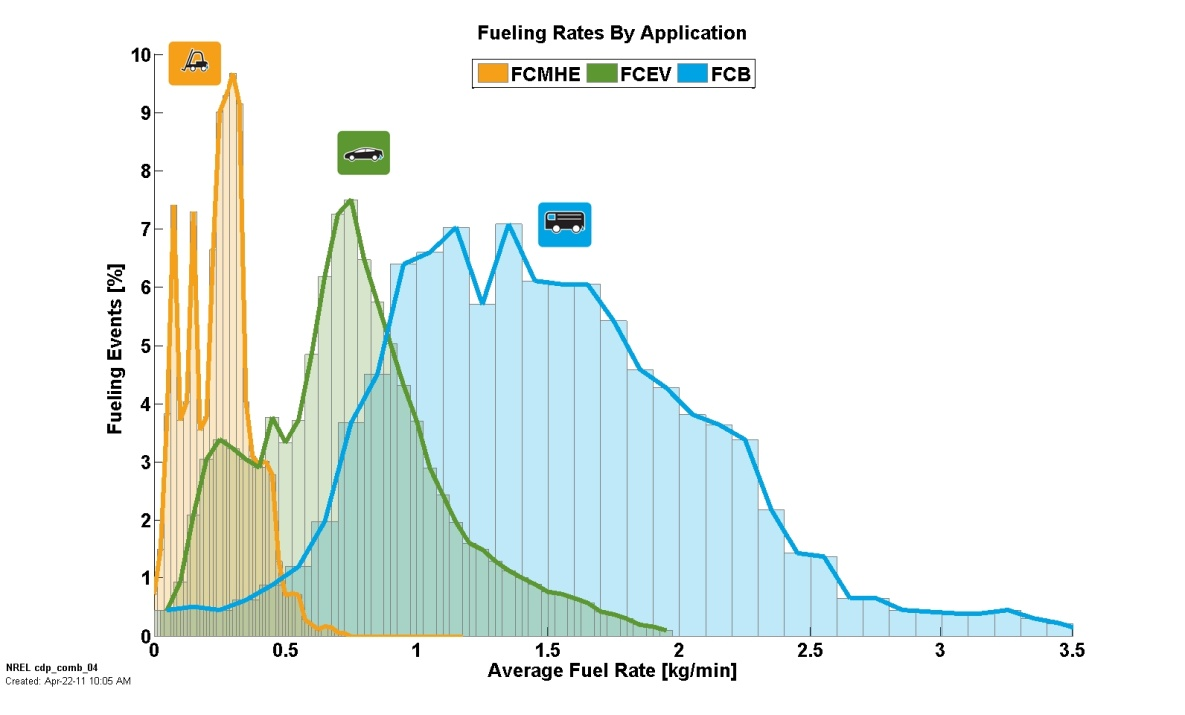 Fueling Rates By Application
FCMHE FCEV FCB
Fueling Events [%]
10
9
8
7
6
5
4
3
2
1
0
0 0.5 1 1.5 2 2.5 3 3.5
Average Fuel Rate [kg/min]
NREL cdp_comb_04
Created: Apr-22-11 10:05 AM